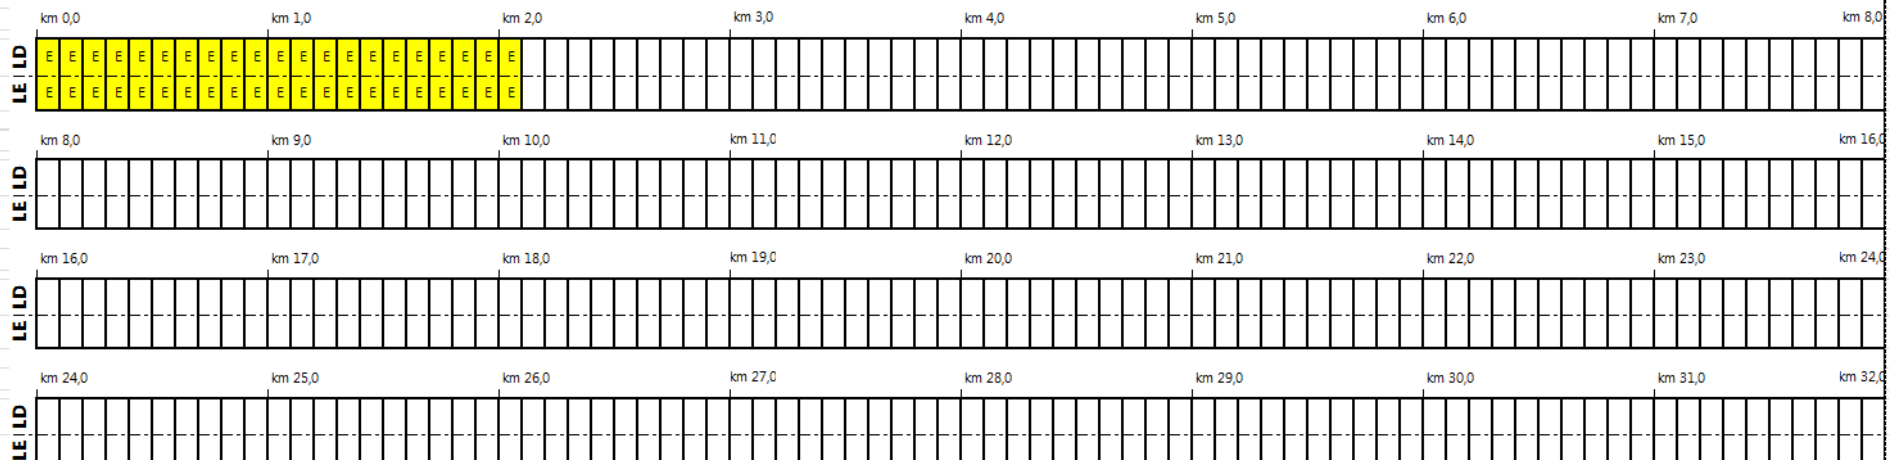 km 0,0 km 1,0 km 2,0 km 3,0 km 4,0 km 5,0 km 6,0 km 7,0 km 8,0
LD E E E E E E E E E E E E E E E E E E E E E
LE E E E E E E E E E E E E E E E E E E E E E
km 8,0 km 9,0 km 10,0 km 11,0 km 12,0 km 13,0 km 14,0 km 15,0 km 16,0
LD
LE
km 16,0 km 17,0 km 18,0 km 19,0 km 20,0 km 21,0 km 22,0 km 23,0 km 24,0
LD
LE
km 24,0 km 25,0 km 26,0 km 27,0 km 28,0 km 29,0 km 30,0 km 31,0 km 32,0
LD
LE